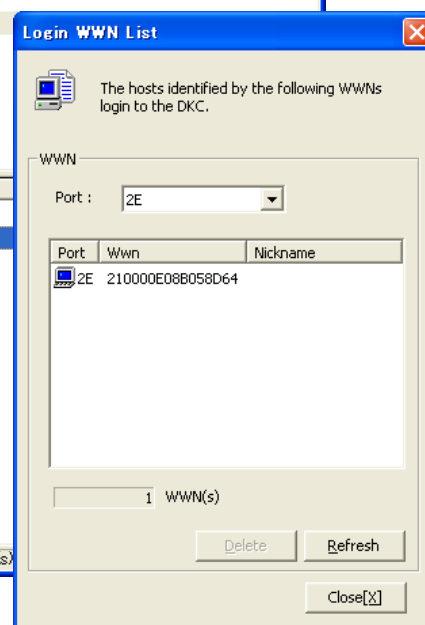 Login WWN List
The hosts identified by the following WWNs
login to the DKC.
WWN
Port :
2E
Port
Wwn
Nickname
2E
210000E08B058D64
1
WWN(s)
Delete
Refresh
s)
Close[X]